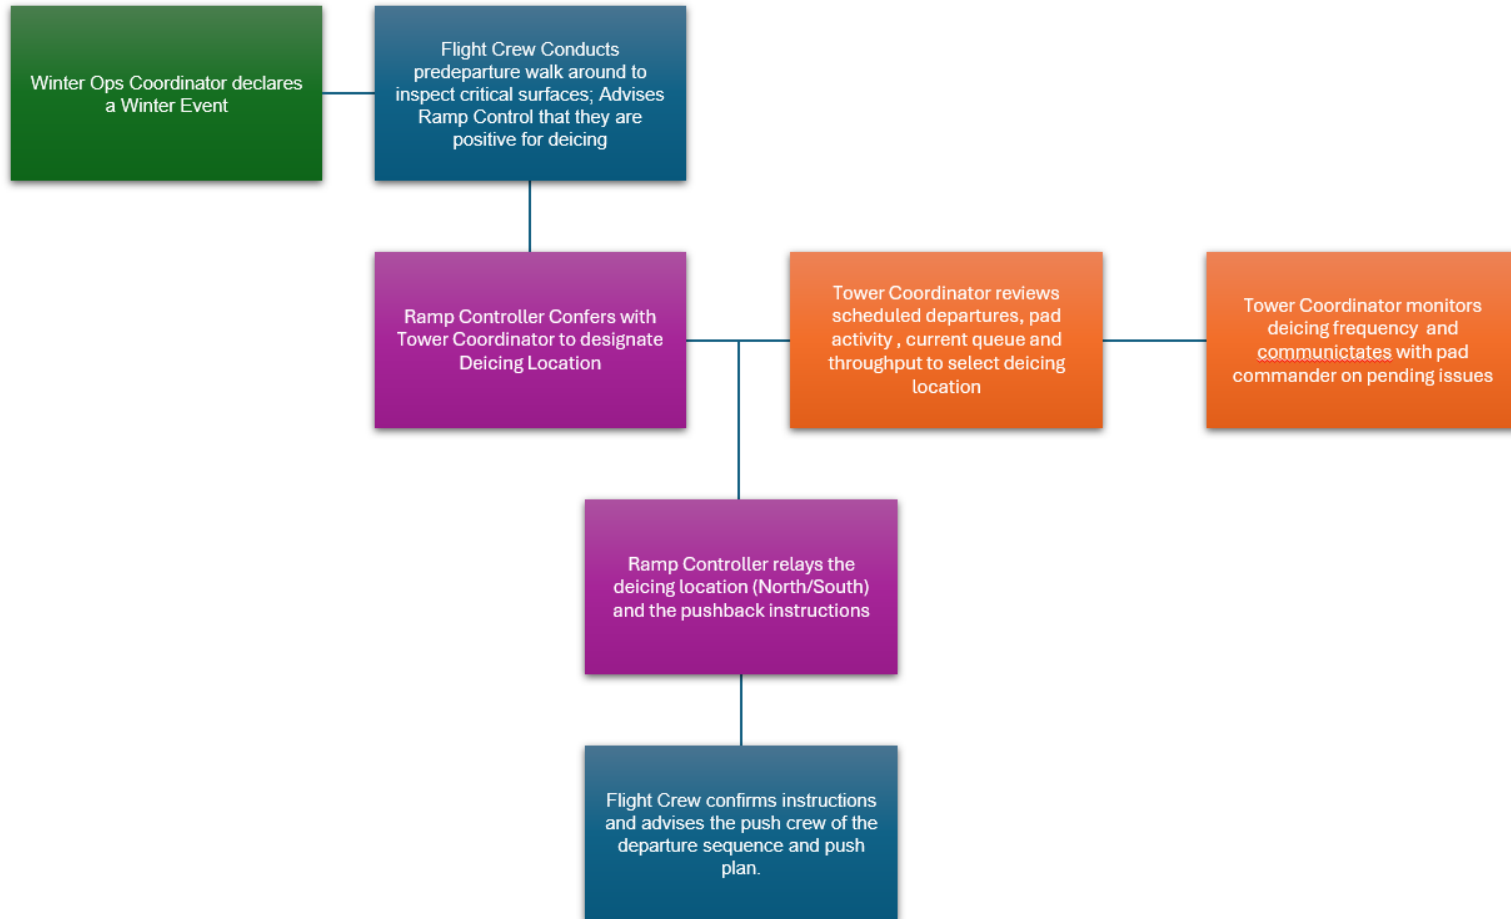 Winter Ops Coordinator declares
a Winter Event
Flight Crew Conducts
predeparture walk around to
inspect critical surfaces; Advises
Ramp Control that they are
positive for deicing
Ramp Controller Confers with
Tower Coordinator to designate
Deicing Location
Tower Coordinator reviews
scheduled departures, pad
activity , current queue and
throughput to select deicing
location
Tower Coordinator monitors
deicing frequency  and
communictates with pad
commander on pending issues
Ramp Controller relays the
deicing location (North/South)
and the pushback instructions
Flight Crew confirms instructions
and advises the push crew of the
departure sequence and push
plan.